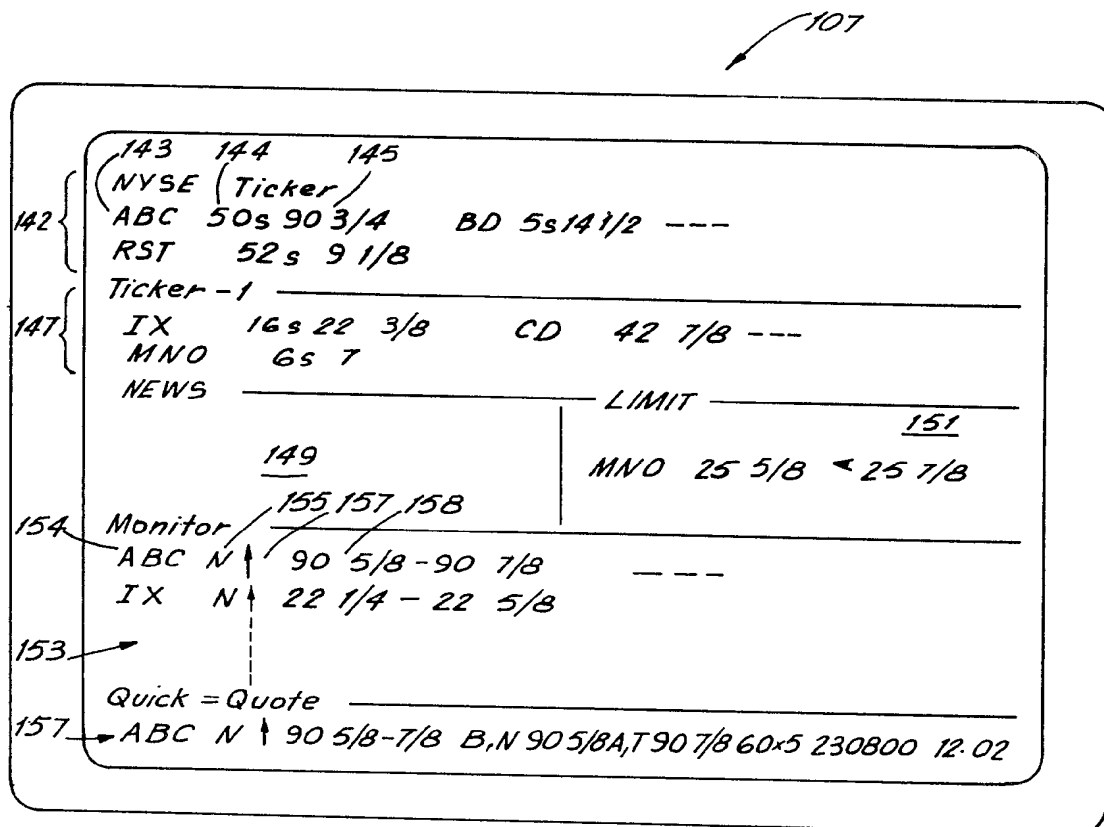 107
143 144 145
NYSE Ticker
142 ABC 50s 90 3/4 BD 5s 14 1/2 ---
RST 52s 9 1/8
Ticker-1
147 IX 16s 22 3/8 CD 42 7/8 ---
MNO 6s 7
NEWS LIMIT
151
149
MNO 25 5/8 < 25 7/8
155 157 158
154 Monitor
ABC N ↑ 90 5/8-90 7/8 ---
IX N ↑ 22 1/4 - 22 5/8
153
Quick=Quote
157 ABC N ↑ 90 5/8-7/8 B,N 90 5/8 A,T 90 7/8 60x5 230800 12.02